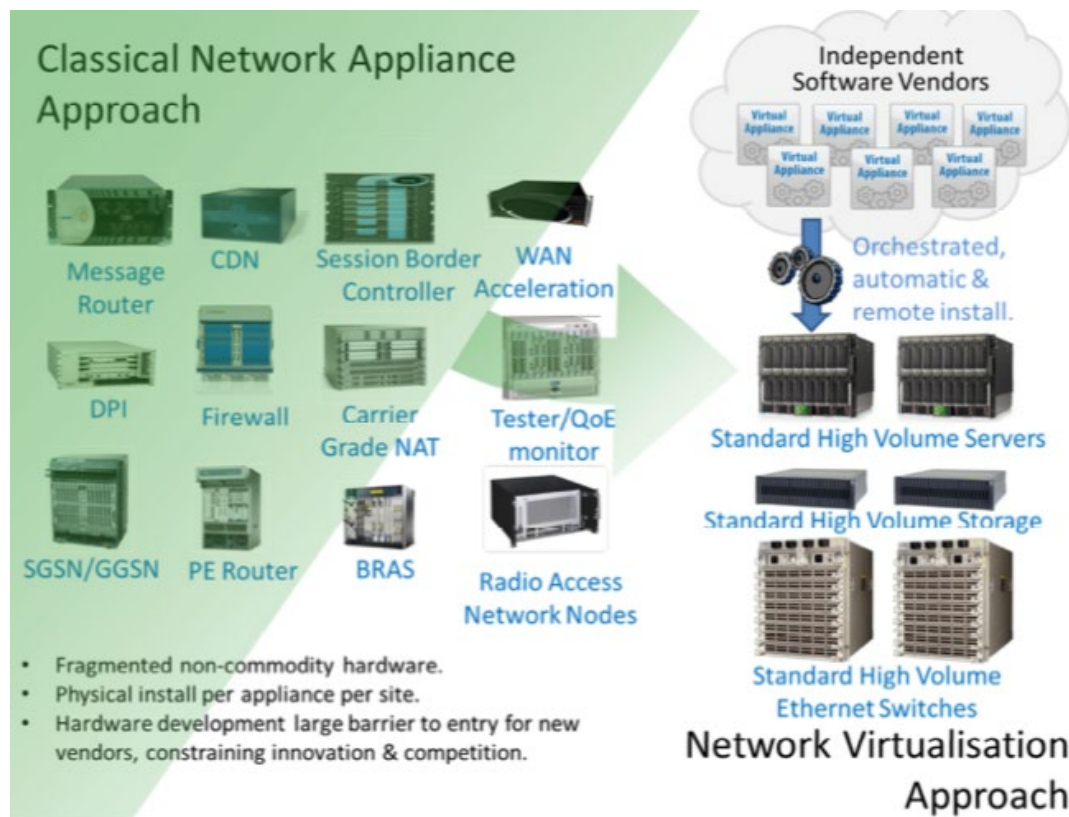 Classical Network Appliance
Approach
Message
Router
CDN
Session Border
Controller
WAN
Acceleration
DPI
Firewall
Carrier
Grade NAT
Tester/QoE
monitor
SGSN/GGSN
PE Router
BRAS
Radio Access
Network Nodes
• Fragmented non-commodity hardware.
• Physical install per appliance per site.
• Hardware development large barrier to entry for new
vendors, constraining innovation & competition.
Independent
Software Vendors
Virtual
Appliance
Virtual
Appliance
Virtual
Appliance
Virtual
Appliance
Virtual
Appliance
Virtual
Appliance
Virtual
Appliance
Orchestrated,
automatic &
remote install.
Standard High Volume Servers
Standard High Volume Storage
Standard High Volume
Ethernet Switches
Network Virtualisation
Approach